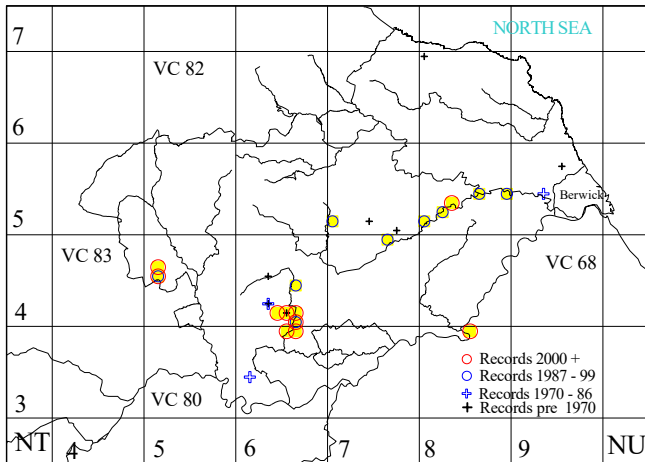 NORTH SEA
7
VC 82
6
Berwick
5
VC 83
VC 68
4
Records 2000 +
Records 1987 - 99
Records 1970 - 86
VC 80
Records pre 1970
3
NT 4 5 6 7 8 9 NU